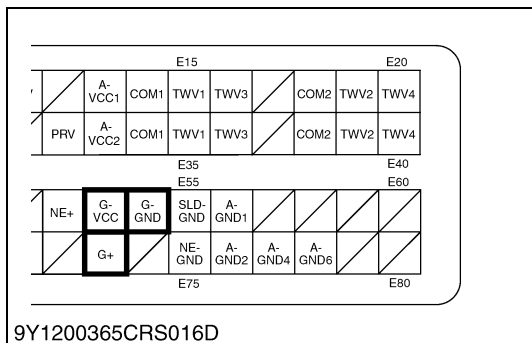 E15 E20
A-VCC1 COM1 TWV1 TWV3 COM2 TWV2 TWV4
PRV A-VCC2 COM1 TWV1 TWV3 COM2 TWV2 TWV4
E35 E40
E55 E60
NE+ G-VCC G-GND SLD-GND A-GND1
G+ NE-GND A-GND2 A-GND4 A-GND6
E75 E80
9Y1200365CRS016D